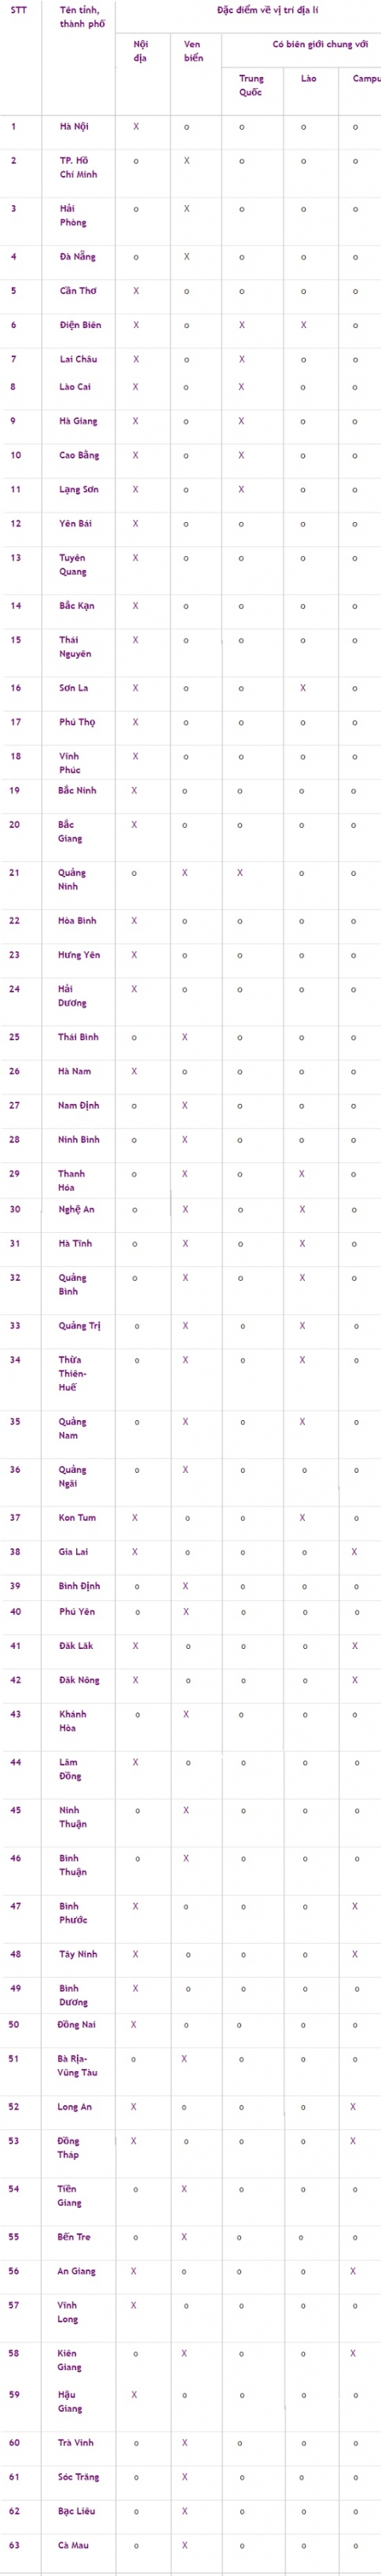 STT Tên tỉnh, thành phố Đặc điểm về vị trí địa lí
Nội địa Ven biển Có biên giới chung với
Trung Quốc Lào Campu
1 Hà Nội X o o o o
2 TP. Hồ Chí Minh o X o o o
3 Hải Phòng o X o o o
4 Đà Nẵng o X o o o
5 Cần Thơ X o o o o
6 Điện Biên X o X X o
7 Lai Châu X o X o o
8 Lào Cai X o X o o
9 Hà Giang X o X o o
10 Cao Bằng X o X o o
11 Lạng Sơn X o X o o
12 Yên Bái X o o o o
13 Tuyên Quang X o o o o
14 Bắc Kạn X o o o o
15 Thái Nguyên X o o o o
16 Sơn La X o o X o
17 Phú Thọ X o o o o
18 Vĩnh Phúc X o o o o
19 Bắc Ninh X o o o o
20 Bắc Giang X o o o o
21 Quảng Ninh o X X o o
22 Hòa Bình X o o o o
23 Hưng Yên X o o o o
24 Hải Dương X o o o o
25 Thái Bình o X o o o
26 Hà Nam X o o o o
27 Nam Định o X o o o
28 Ninh Bình o X o o o
29 Thanh Hóa o X o X o
30 Nghệ An o X o X o
31 Hà Tĩnh o X o X o
32 Quảng Bình o X o X o
33 Quảng Trị o X o X o
34 Thừa Thiên-Huế o X o X o
35 Quảng Nam o X o X o
36 Quảng Ngãi o X o o o
37 Kon Tum X o o X o
38 Gia Lai X o o o X
39 Bình Định o X o o o
40 Phú Yên o X o o o
41 Đăk Lăk X o o o X
42 Đăk Nông X o o o X
43 Khánh Hòa o X o o o
44 Lâm Đồng X o o o o
45 Ninh Thuận o X o o o
46 Bình Thuận o X o o o
47 Bình Phước X o o o X
48 Tây Ninh X o o o X
49 Bình Dương X o o o o
50 Đồng Nai X o o o o
51 Bà Rịa-Vũng Tàu o X o o o
52 Long An X o o o X
53 Đồng Tháp X o o o X
54 Tiền Giang o X o o o
55 Bến Tre o X o o o
56 An Giang X o o o X
57 Vĩnh Long X o o o o
58 Kiên Giang o X o o X
59 Hậu Giang X o o o o
60 Trà Vinh o X o o o
61 Sóc Trăng o X o o o
62 Bạc Liêu o X o o o
63 Cà Mau o X o o o